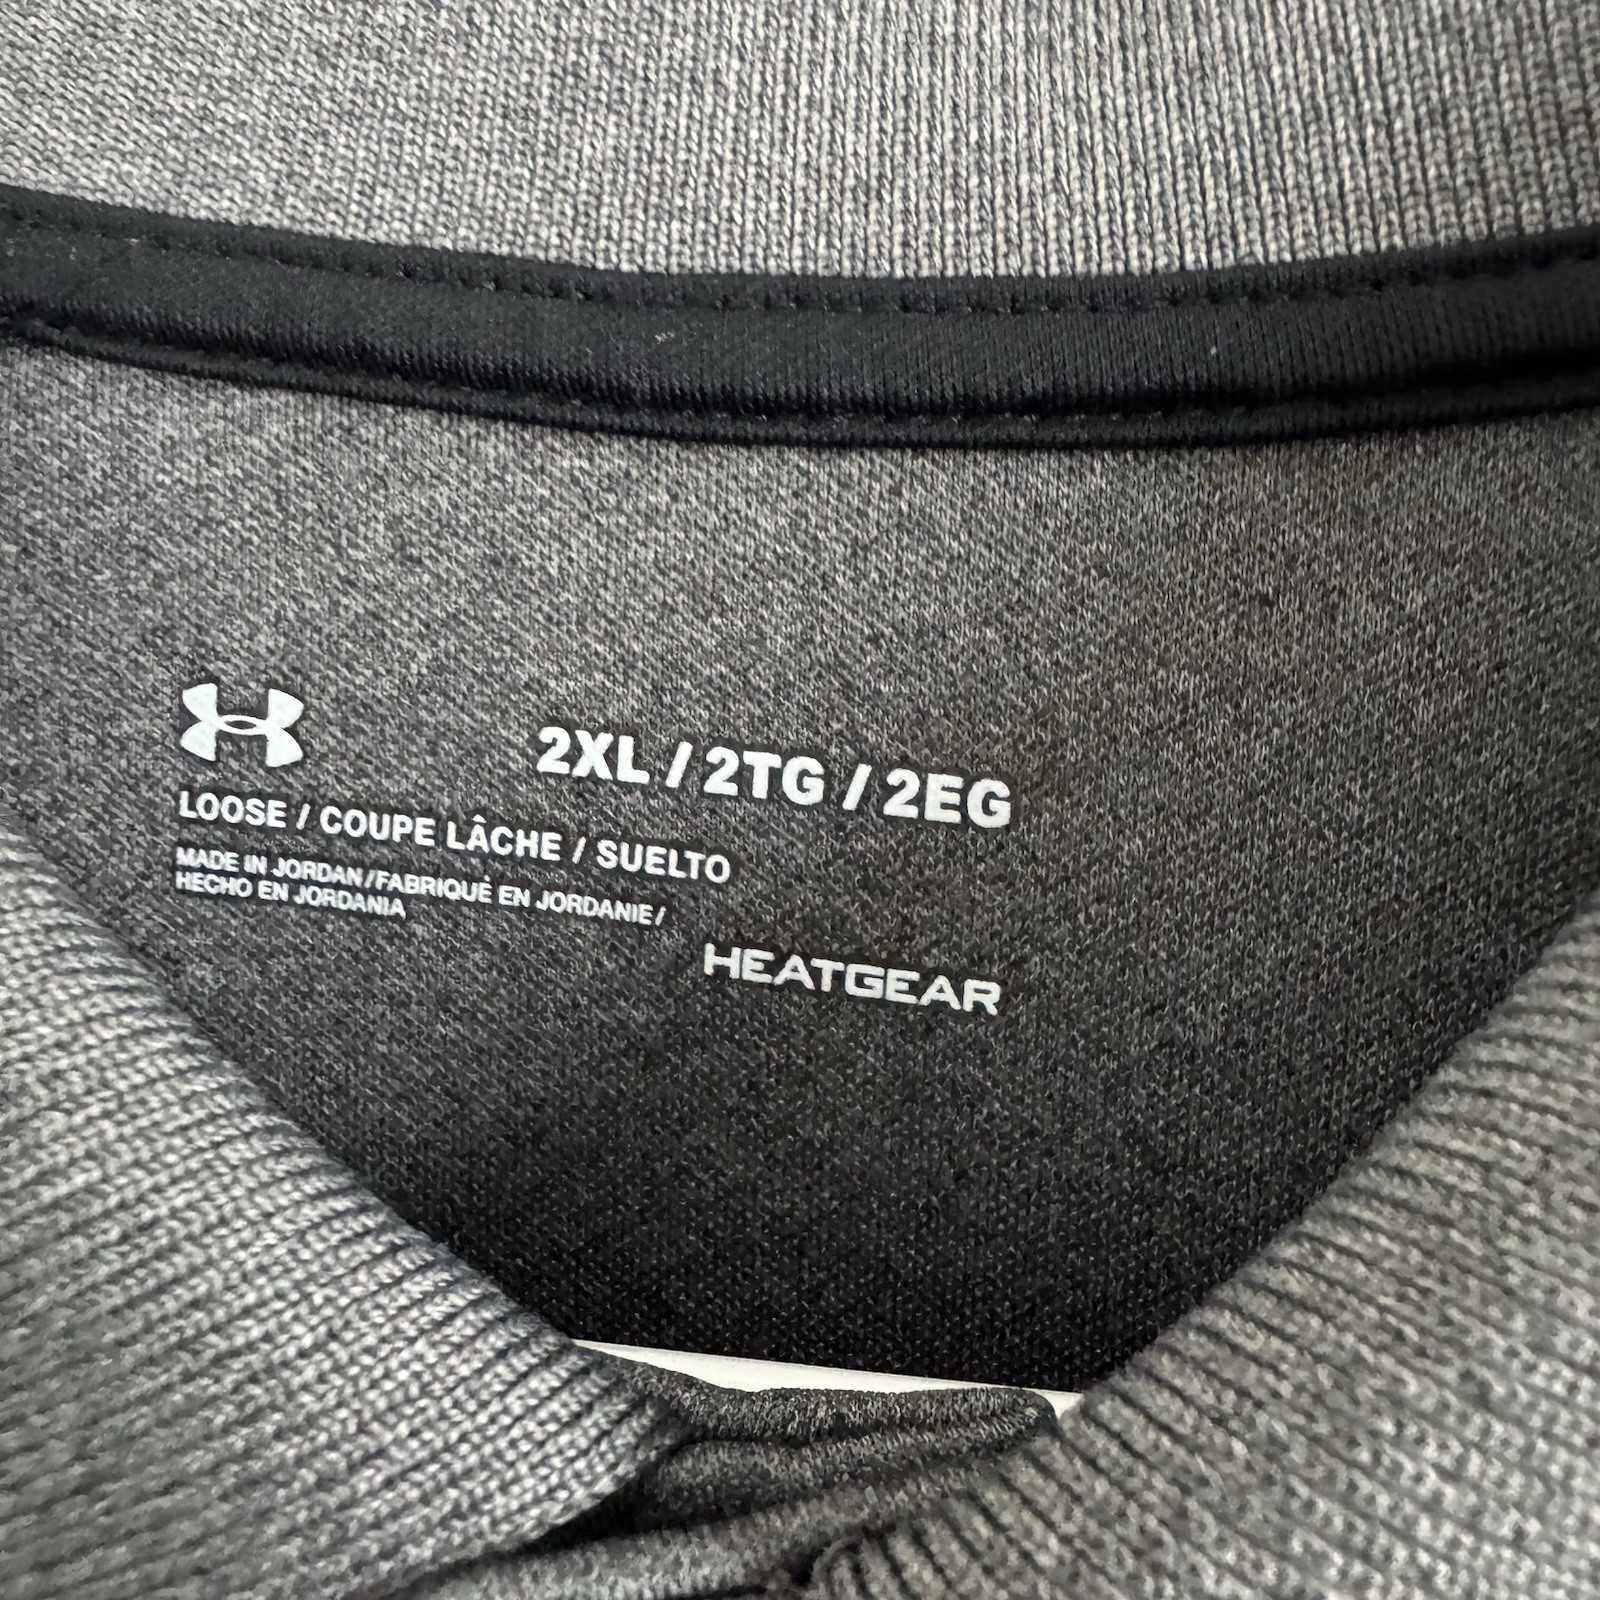 2XL / 2TG / 2EG
LOOSE / COUPE LÂCHE / SUELTO
MADE IN JORDAN/FABRIQUÉ EN JORDANIE/
HECHO EN JORDANIA
HEATGEAR